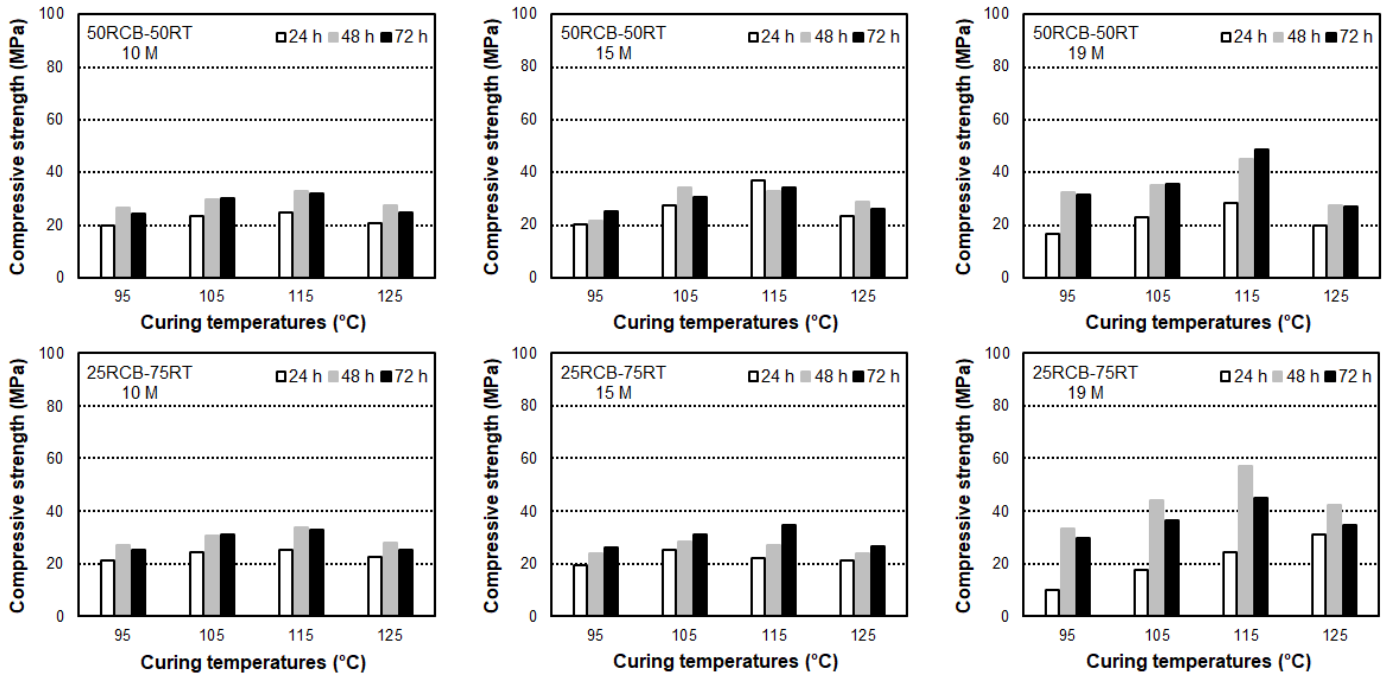 Compressive strength (MPa)
100
80
60
40
20
0
50RCB-50RT
10 M
24 h 48 h 72 h
95 105 115 125
Curing temperatures (°C)
Compressive strength (MPa)
100
80
60
40
20
0
50RCB-50RT
15 M
24 h 48 h 72 h
95 105 115 125
Curing temperatures (°C)
Compressive strength (MPa)
100
80
60
40
20
0
50RCB-50RT
19 M
24 h 48 h 72 h
95 105 115 125
Curing temperatures (°C)
Compressive strength (MPa)
100
80
60
40
20
0
25RCB-75RT
10 M
24 h 48 h 72 h
95 105 115 125
Curing temperatures (°C)
Compressive strength (MPa)
100
80
60
40
20
0
25RCB-75RT
15 M
24 h 48 h 72 h
95 105 115 125
Curing temperatures (°C)
Compressive strength (MPa)
100
80
60
40
20
0
25RCB-75RT
19 M
24 h 48 h 72 h
95 105 115 125
Curing temperatures (°C)